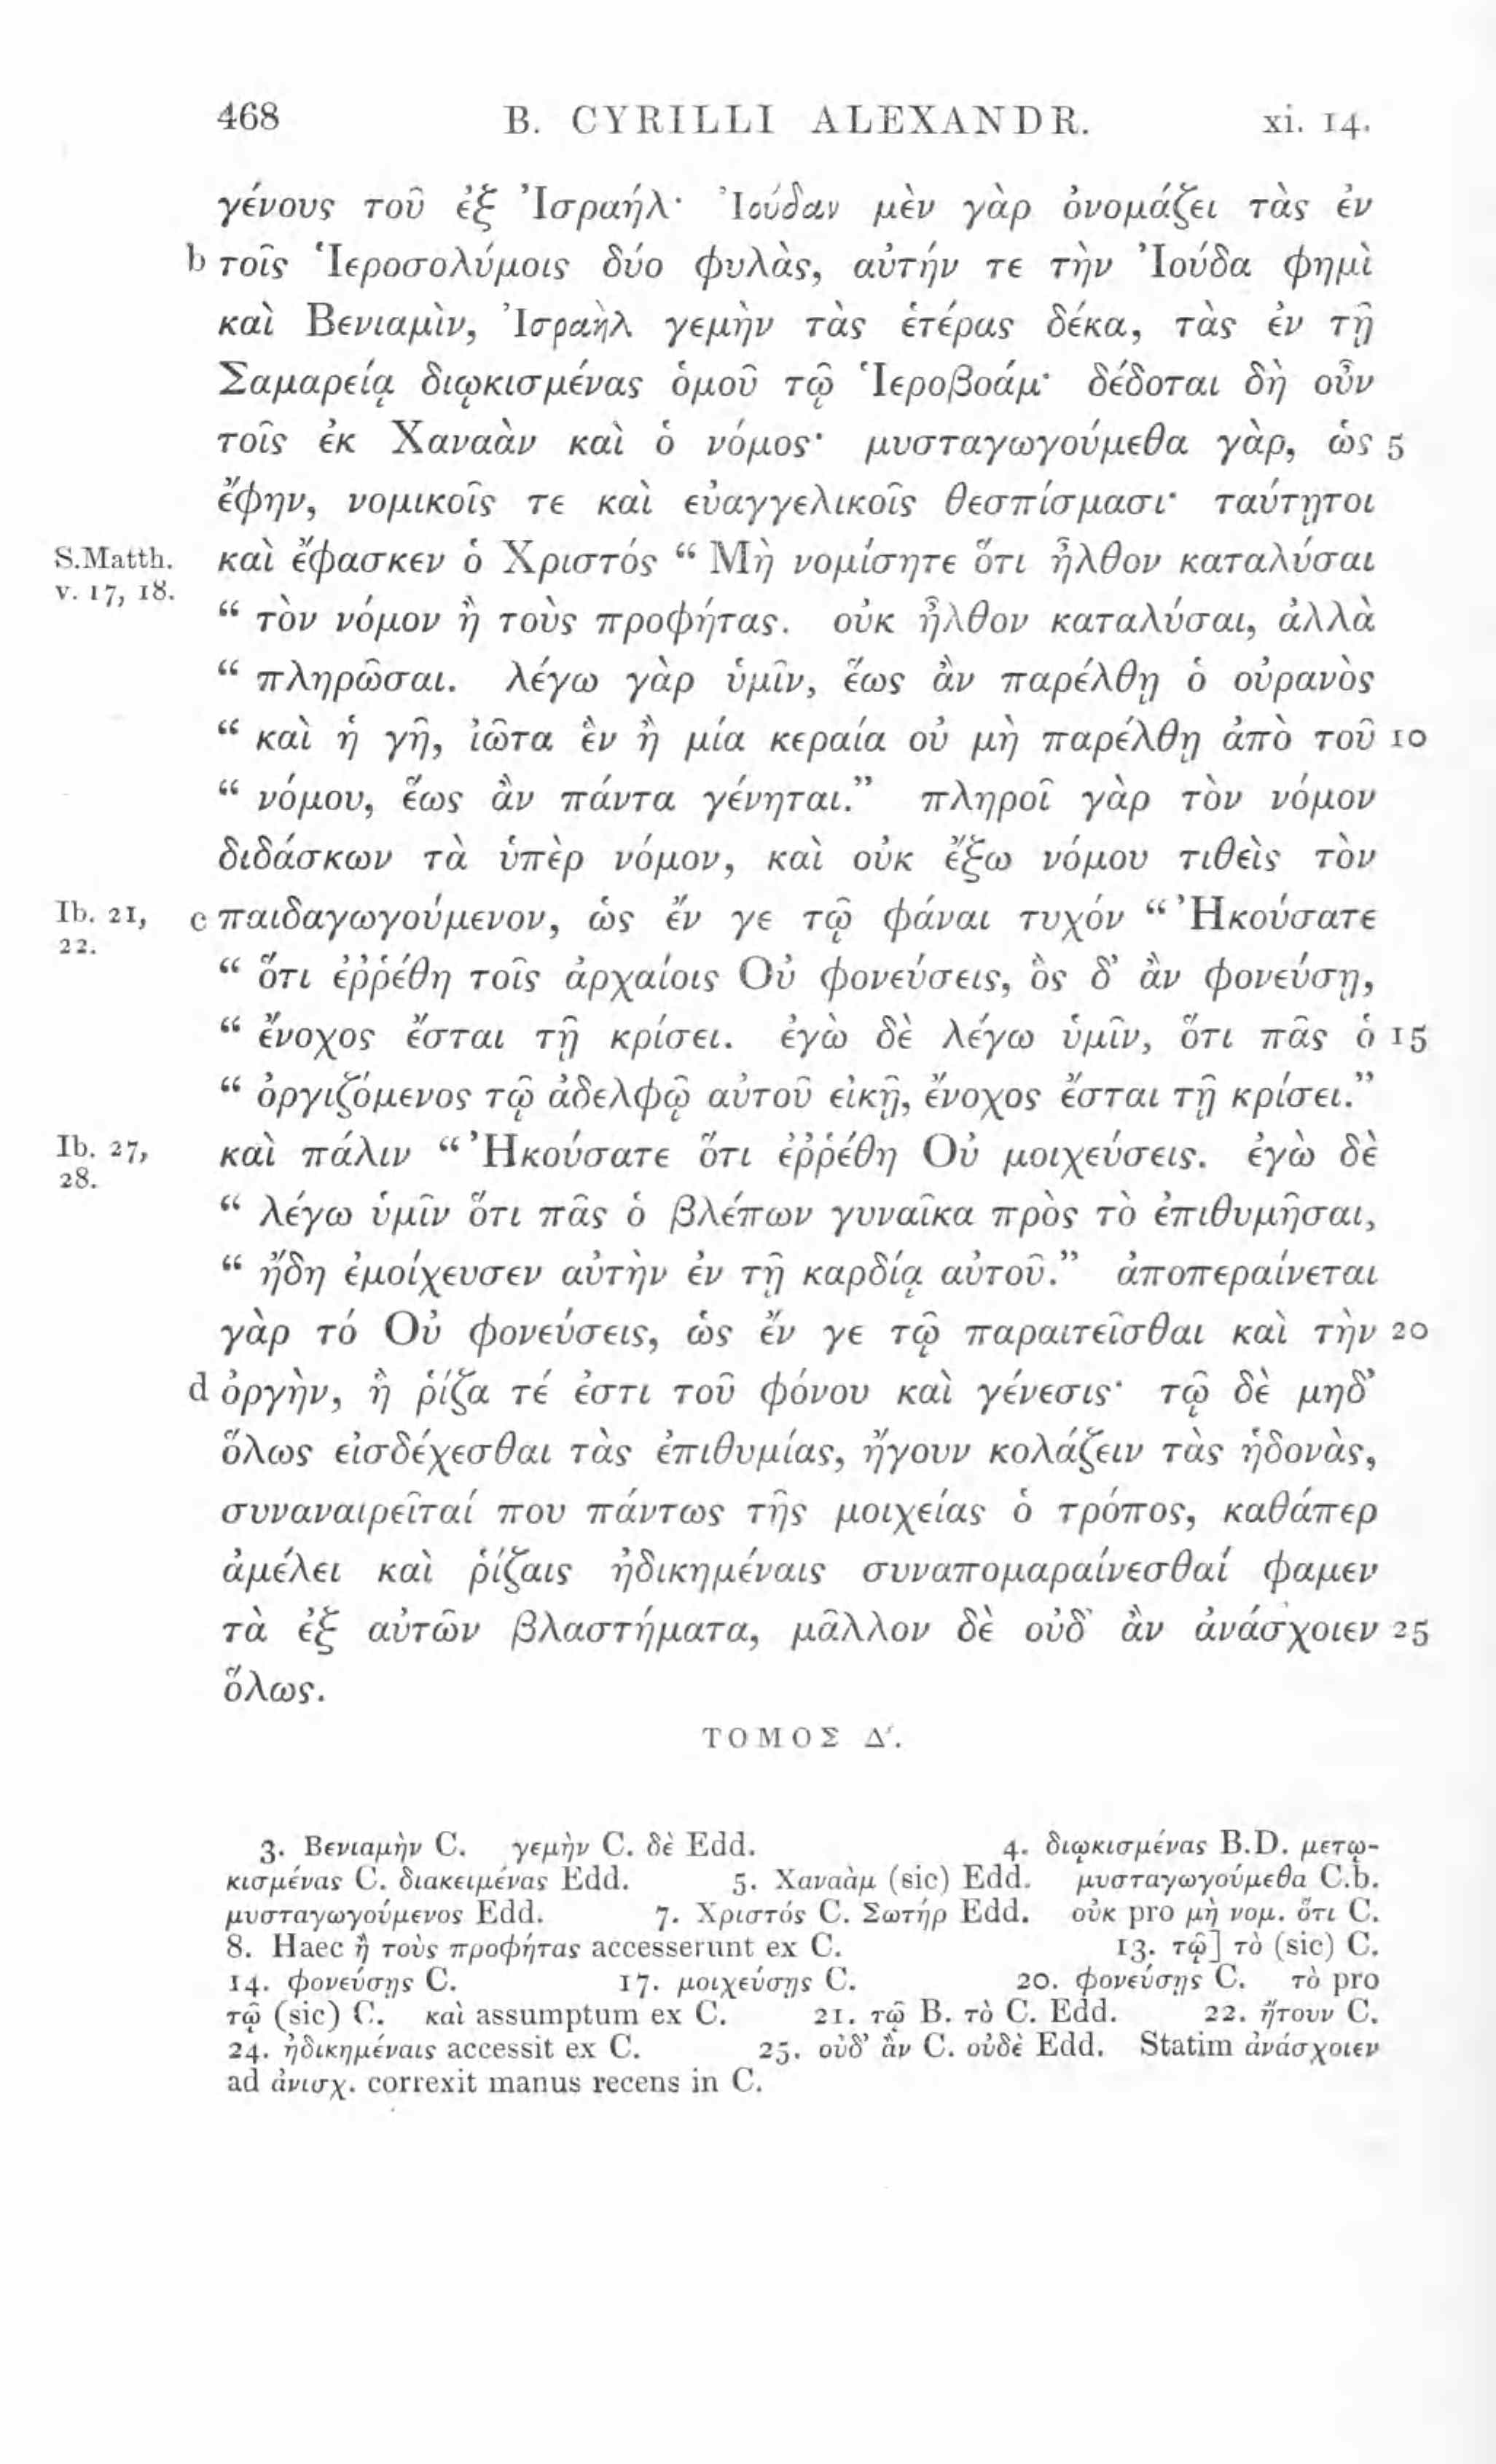 468 B. CYRILLI ALEXANDR. xi. 14.
γένους τοῦ ἐξ Ἰσραήλ· Ἰούδαν μὲν γὰρ ὀνομάζει τὰς ἐν
b τοῖς Ἱεροσολύμοις δύο φυλὰς, αὐτήν τε τὴν Ἰούδα φημὶ
καὶ Βενιαμὶν, Ἰσραὴλ γεμὴν τὰς ἑτέρας δέκα, τὰς ἐν τῇ
Σαμαρείᾳ διῳκισμένας ὁμοῦ τῷ Ἱεροβοάμ· δέδοται δὴ οὖν
τοῖς ἐκ Χαναὰν καὶ ὁ νόμος· μυσταγωγούμεθα γὰρ, ὡς 5
ἔφην, νομικοῖς τε καὶ εὐαγγελικοῖς θεσπίσμασι· ταύτῃτοι
S.Matth. v. 17, 18. καὶ ἔφασκεν ὁ Χριστός “ Μὴ νομίσητε ὅτι ἦλθον καταλύσαι
“ τὸν νόμον ἢ τοὺς προφήτας. οὐκ ἦλθον καταλύσαι, ἀλλὰ
“ πληρῶσαι. λέγω γὰρ ὑμῖν, ἕως ἂν παρέλθῃ ὁ οὐρανὸς
“ καὶ ἡ γῆ, ἰῶτα ἓν ἢ μία κεραία οὐ μὴ παρέλθῃ ἀπὸ τοῦ 10
“ νόμου, ἕως ἂν πάντα γένηται.” πληροῖ γὰρ τὸν νόμον
διδάσκων τὰ ὑπὲρ νόμον, καὶ οὐκ ἔξω νόμου τιθεὶς τὸν
Ib. 21, 22. c παιδαγωγούμενον, ὡς ἔν γε τῷ φάναι τυχόν “ Ἠκούσατε
“ ὅτι ἐῤῥέθη τοῖς ἀρχαίοις Οὐ φονεύσεις, ὃς δ’ ἂν φονεύσῃ,
“ ἔνοχος ἔσται τῇ κρίσει. ἐγὼ δὲ λέγω ὑμῖν, ὅτι πᾶς ὁ 15
“ ὀργιζόμενος τῷ ἀδελφῷ αὐτοῦ εἰκῆ, ἔνοχος ἔσται τῇ κρίσει.”
Ib. 27, 28. καὶ πάλιν “ Ἠκούσατε ὅτι ἐῤῥέθη Οὐ μοιχεύσεις. ἐγὼ δὲ
“ λέγω ὑμῖν ὅτι πᾶς ὁ βλέπων γυναῖκα πρὸς τὸ ἐπιθυμῆσαι,
“ ἤδη ἐμοίχευσεν αὐτὴν ἐν τῇ καρδίᾳ αὐτοῦ.” ἀποπεραίνεται
γὰρ τό Οὐ φονεύσεις, ὡς ἔν γε τῷ παραιτεῖσθαι καὶ τὴν 20
d ὀργὴν, ἣ ῥίζα τέ ἐστι τοῦ φόνου καὶ γένεσις· τῷ δὲ μηδ’
ὅλως εἰσδέχεσθαι τὰς ἐπιθυμίας, ἤγουν κολάζειν τὰς ἡδονὰς,
συναναιρεῖταί που πάντως τῆς μοιχείας ὁ τρόπος, καθάπερ
ἀμέλει καὶ ῥίζαις ἠδικημέναις συναπομαραίνεσθαί φαμεν
τὰ ἐξ αὐτῶν βλαστήματα, μᾶλλον δὲ οὐδ’ ἂν ἀνάσχοιεν 25
ὅλως.
ΤΟΜΟΣ Δ΄.
3. Βενιαμὴν C. γεμὴν C. δὲ Edd. 4. διῳκισμένας B.D. μετῳ-
κισμένας C. διακειμένας Edd. 5. Χαναὰμ (sic) Edd. μυσταγωγούμεθα C.b.
μυσταγωγούμενος Edd. 7. Χριστός C. Σωτήρ Edd. οὐκ pro μὴ νομ. ὅτι C.
8. Haec ἢ τοὺς προφήτας accesserunt ex C. 13. τῷ] τὸ (sic) C.
14. φονεύσῃς C. 17. μοιχεύσῃς C. 20. φονεύσῃς C. τὸ pro
τῷ (sic) C. καὶ assumptum ex C. 21. τῷ B. τὸ C. Edd. 22. ἤτουν C.
24. ἠδικημέναις accessit ex C. 25. οὐδ’ ἂν C. οὐδὲ Edd. Statim ἀνάσχοιεν
ad ἀνισχ. correxit manus recens in C.